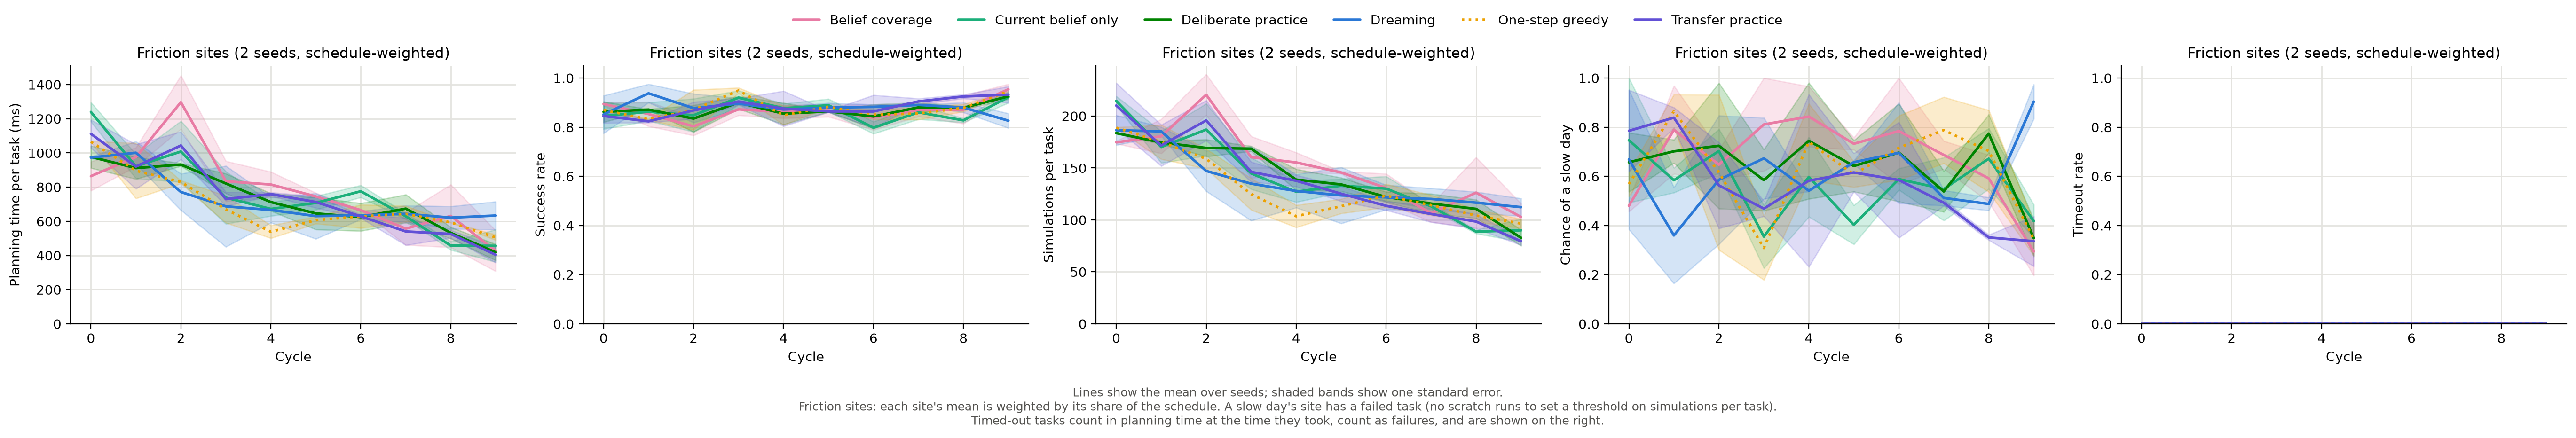 Belief coverage
Current belief only
Deliberate practice
Dreaming
One-step greedy
Transfer practice
Friction sites (2 seeds, schedule-weighted)
Planning time per task (ms)
1400
1200
1000
800
600
400
200
0
0 2 4 6 8
Cycle
Friction sites (2 seeds, schedule-weighted)
Success rate
1.0
0.8
0.6
0.4
0.2
0.0
0 2 4 6 8
Cycle
Friction sites (2 seeds, schedule-weighted)
Simulations per task
200
150
100
50
0
0 2 4 6 8
Cycle
Friction sites (2 seeds, schedule-weighted)
Chance of a slow day
1.0
0.8
0.6
0.4
0.2
0.0
0 2 4 6 8
Cycle
Friction sites (2 seeds, schedule-weighted)
Timeout rate
1.0
0.8
0.6
0.4
0.2
0.0
0 2 4 6 8
Cycle
Lines show the mean over seeds; shaded bands show one standard error.
Friction sites: each site's mean is weighted by its share of the schedule. A slow day's site has a failed task (no scratch runs to set a threshold on simulations per task).
Timed-out tasks count in planning time at the time they took, count as failures, and are shown on the right.